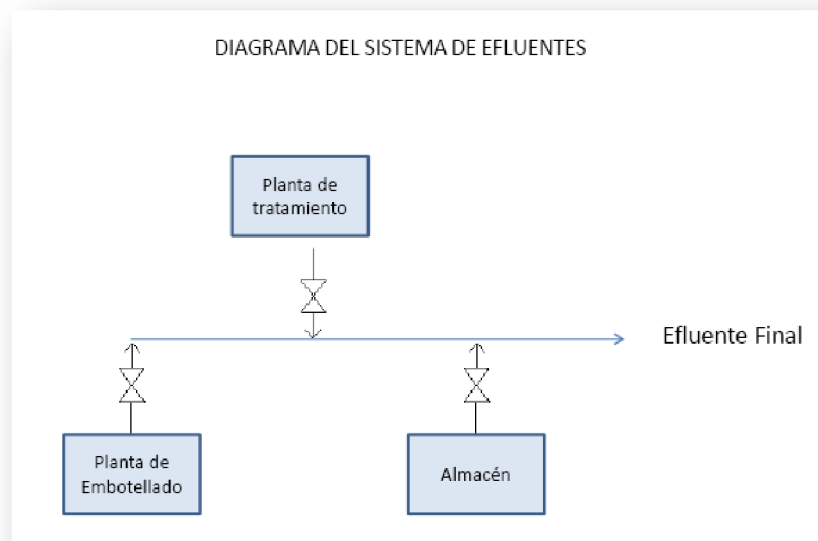 DIAGRAMA DEL SISTEMA DE EFLUENTES
Planta de
tratamiento
Efluente Final
Planta de
Embotellado
Almacén